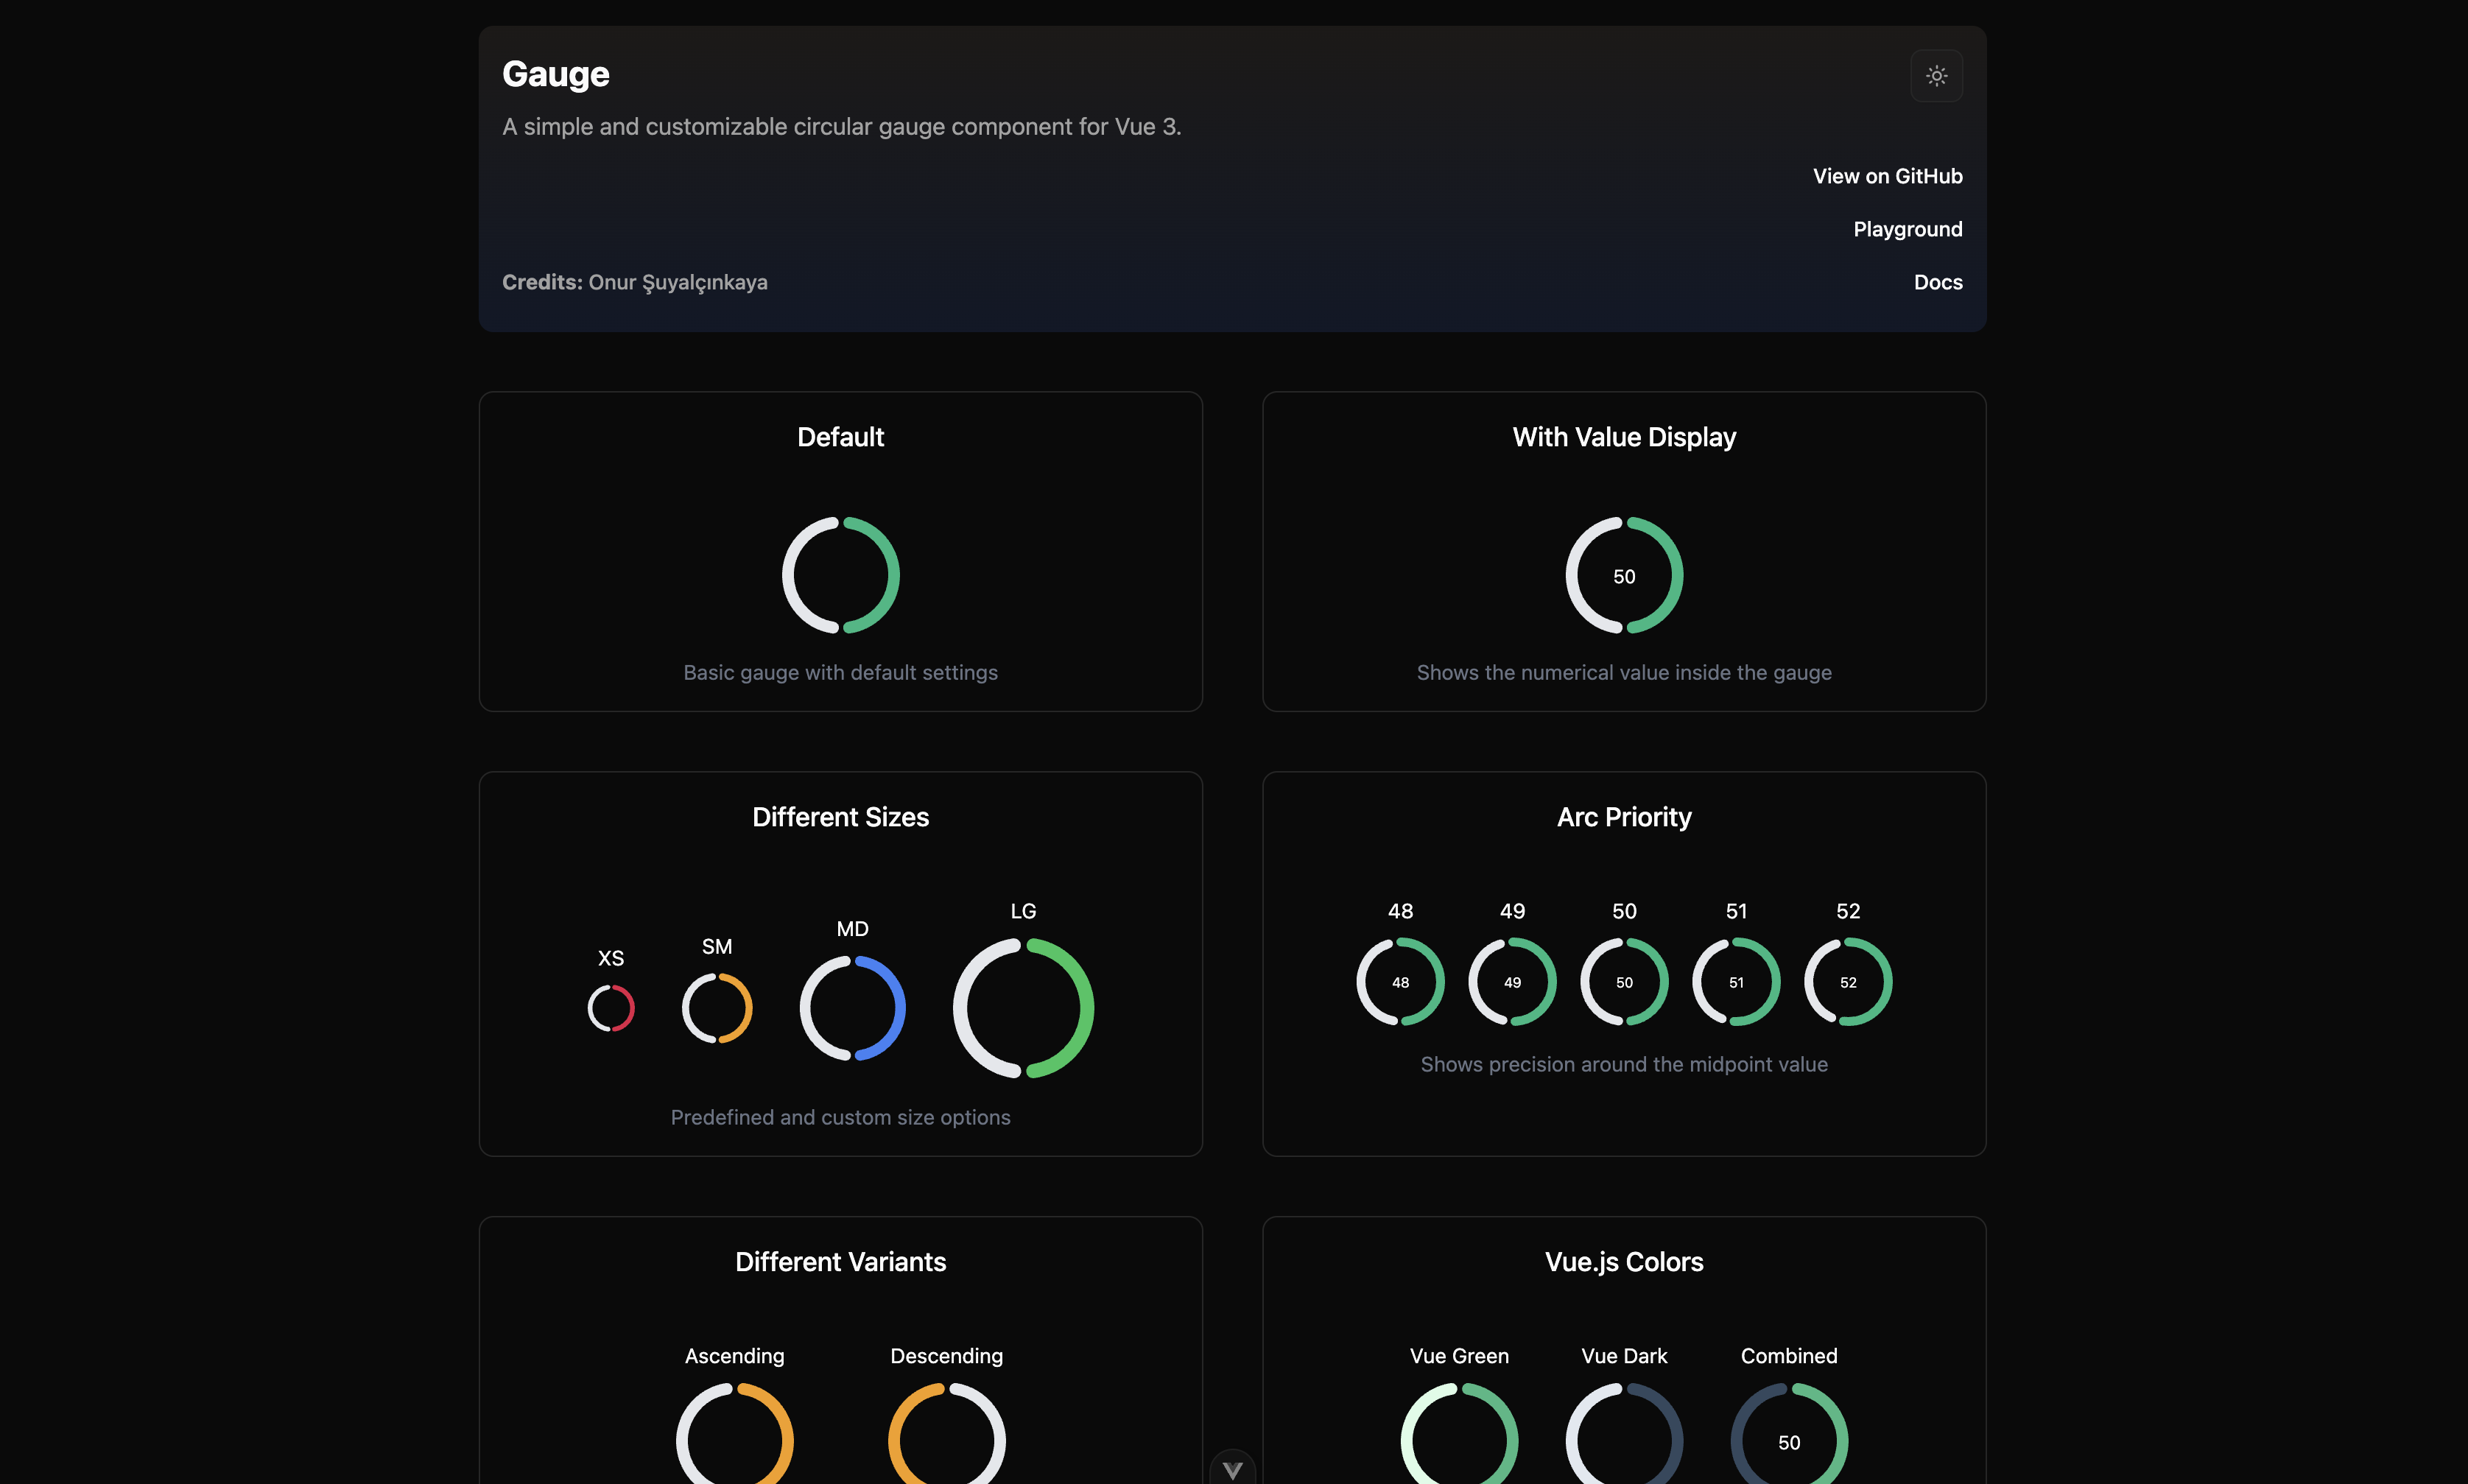 Gauge
A simple and customizable circular gauge component for Vue 3.
View on GitHub
Playground
Credits: Onur Şuyalçınkaya
Docs
Default
Basic gauge with default settings
With Value Display
50
Shows the numerical value inside the gauge
Different Sizes
XS
SM
MD
LG
Predefined and custom size options
Arc Priority
48 49 50 51 52
48 49 50 51 52
Shows precision around the midpoint value
Different Variants
Ascending Descending
Vue.js Colors
Vue Green Vue Dark Combined
50